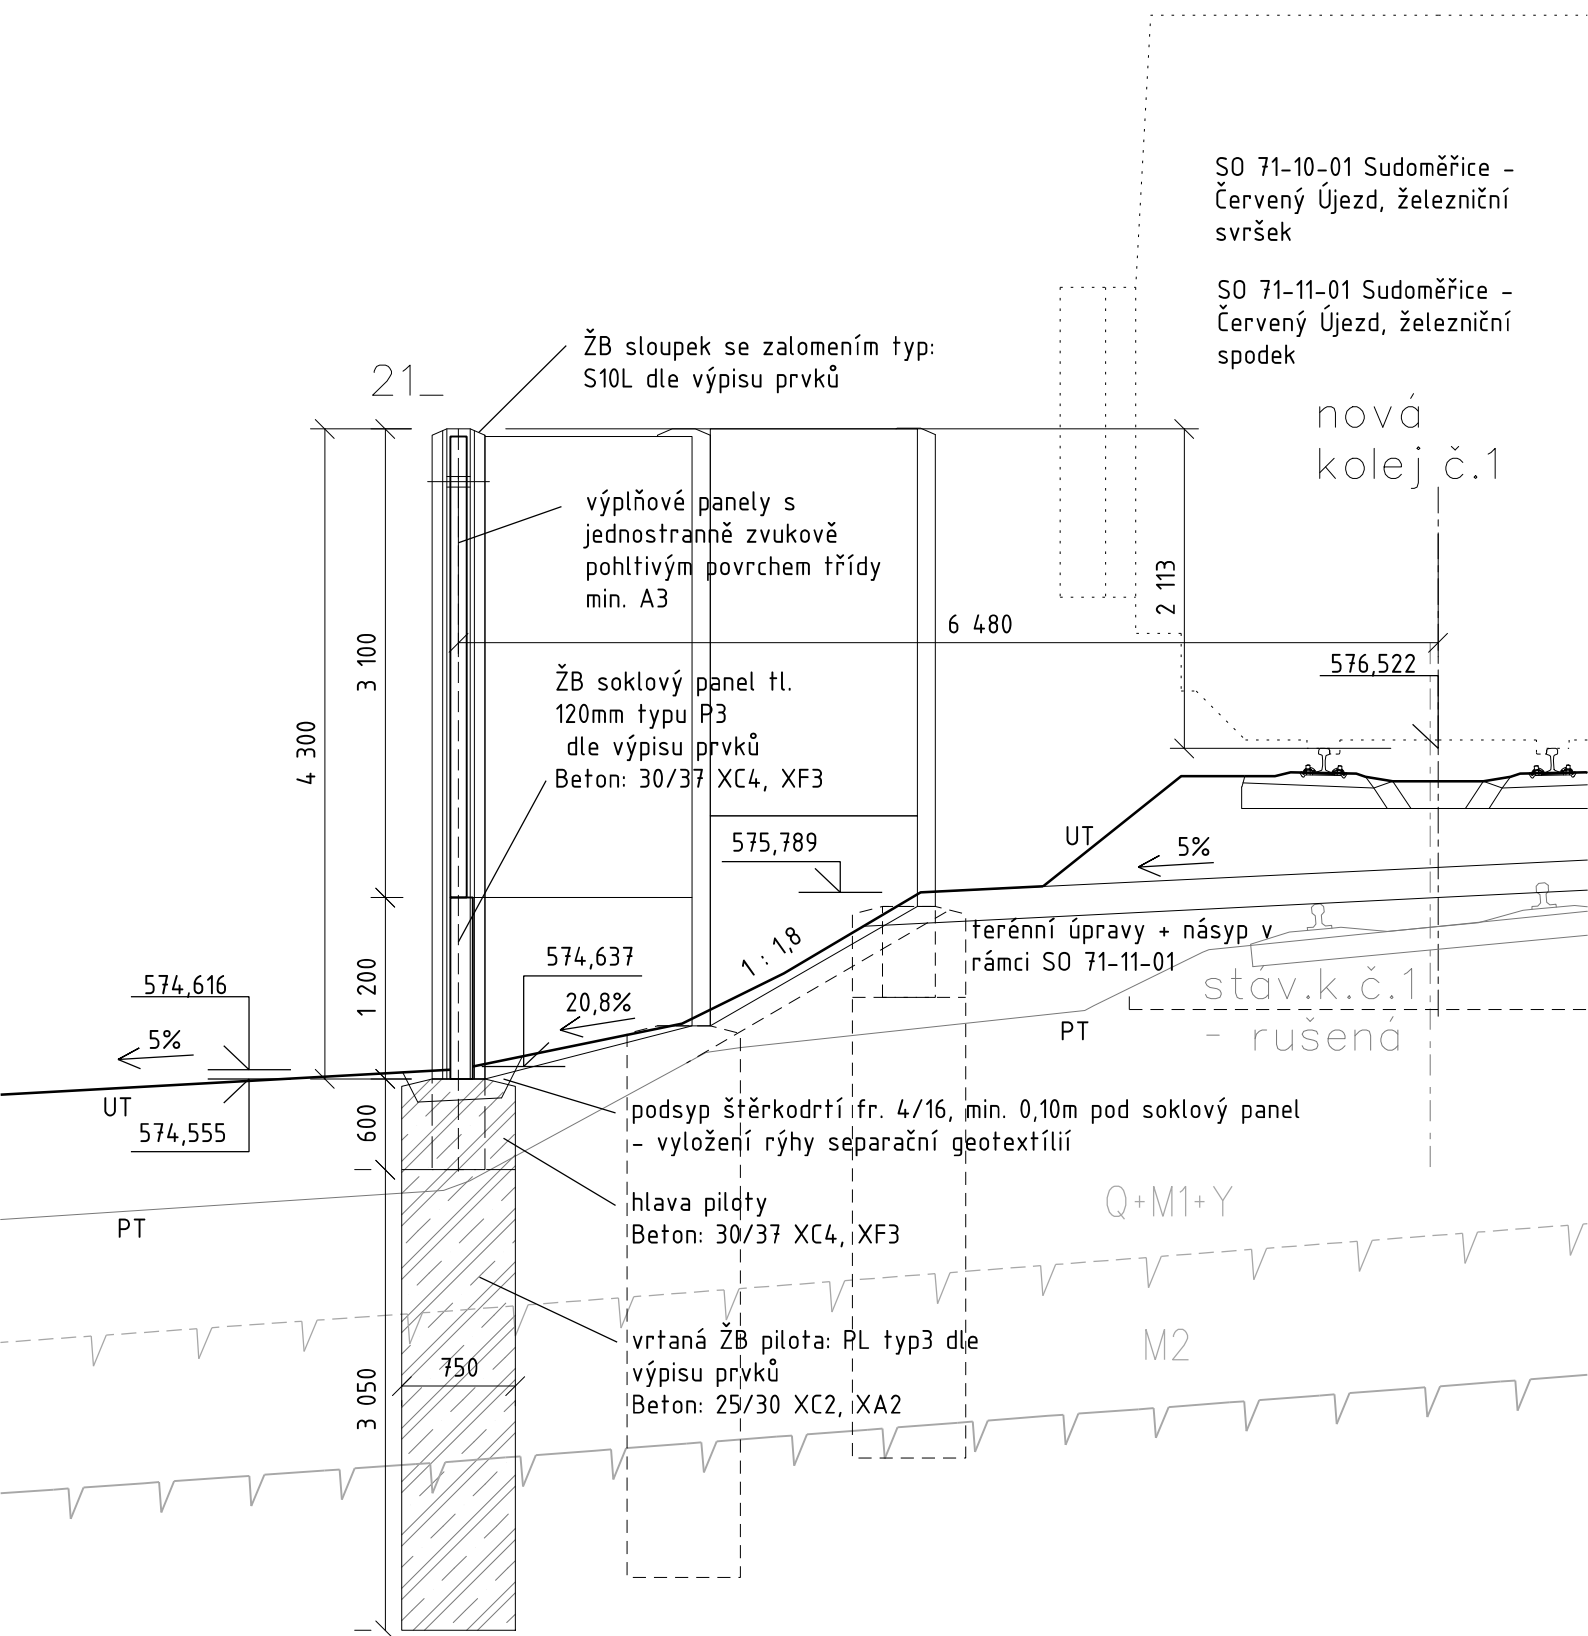 SO 71-10-01 Sudoměřice -
Červený Újezd, železniční
svršek
SO 71-11-01 Sudoměřice -
Červený Újezd, železniční
spodek
ŽB sloupek se zalomením typ:
S10L dle výpisu prvků
21_
nová
kolej č.1
výplňové panely s
jednostranně zvukově
pohltivým povrchem třídy
min. A3
2 113
6 480
3 100
576,522
ŽB soklový panel tl.
120mm typu P3
dle výpisu prvků
Beton: 30/37 XC4, XF3
4 300
575,789
UT
5%
terénní úpravy + násyp v
rámci SO 71-11-01
1 : 1,8
574,637
20,8%
1 200
574,616
5%
stáv.k.č.1
- rušená
PT
UT
574,555
600
podsyp štěrkodrtí fr. 4/16, min. 0,10m pod soklový panel
- vyložení rýhy separační geotextílií
PT
hlava piloty
Beton: 30/37 XC4, XF3
Q+M1+Y
vrtaná ŽB pilota: PL typ3 dle
výpisu prvků
Beton: 25/30 XC2, XA2
M2
750
3 050